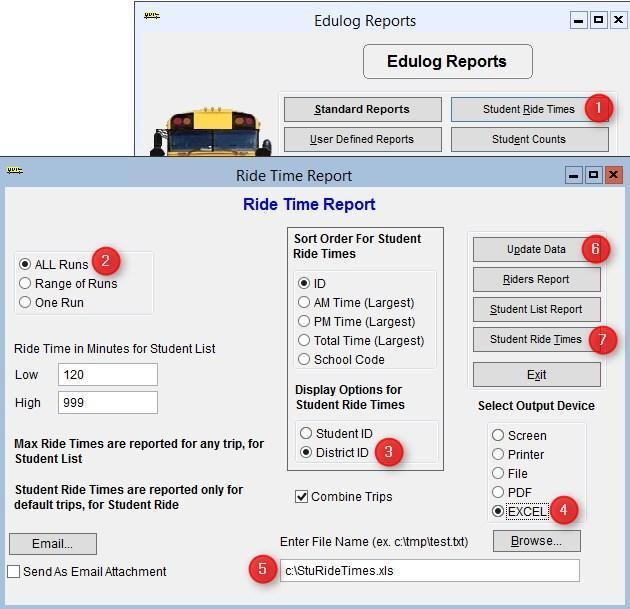 Edulog Reports
Edulog Reports
Standard Reports
Student Ride Times
1
User Defined Reports
Student Counts
Ride Time Report
Ride Time Report
ALL Runs
2
Range of Runs
One Run
Ride Time in Minutes for Student List
Low 120
High 999
Max Ride Times are reported for any trip, for
Student List
Student Ride Times are reported only for
default trips, for Student Ride
Email...
Send As Email Attachment
Sort Order For Student
Ride Times
ID
AM Time (Largest)
PM Time (Largest)
Total Time (Largest)
School Code
Display Options for
Student Ride Times
Student ID
District ID
3
Combine Trips
Update Data
6
Riders Report
Student List Report
Student Ride Times
7
Exit
Select Output Device
Screen
Printer
File
PDF
EXCEL
4
Enter File Name (ex. c:\tmp\test.txt)
Browse...
5
c:\StuRideTimes.xls